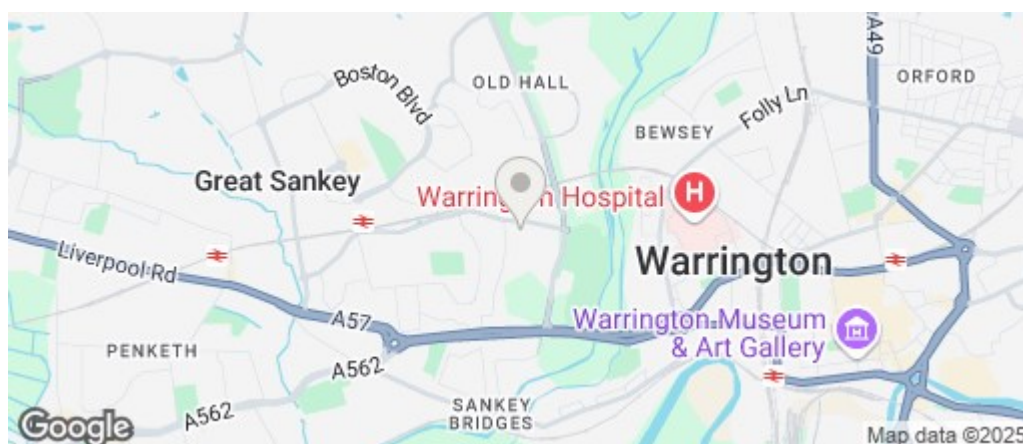 A49
OLD HALL
ORFORD
Boston Blvd
Folly Ln
BEWSEY
Great Sankey
Warrington Hospital
H
Liverpool Rd
Warrington
A57
Warrington Museum
& Art Gallery
PENKETH
A562
A562
SANKEY
BRIDGES
Google
Map data ©2025